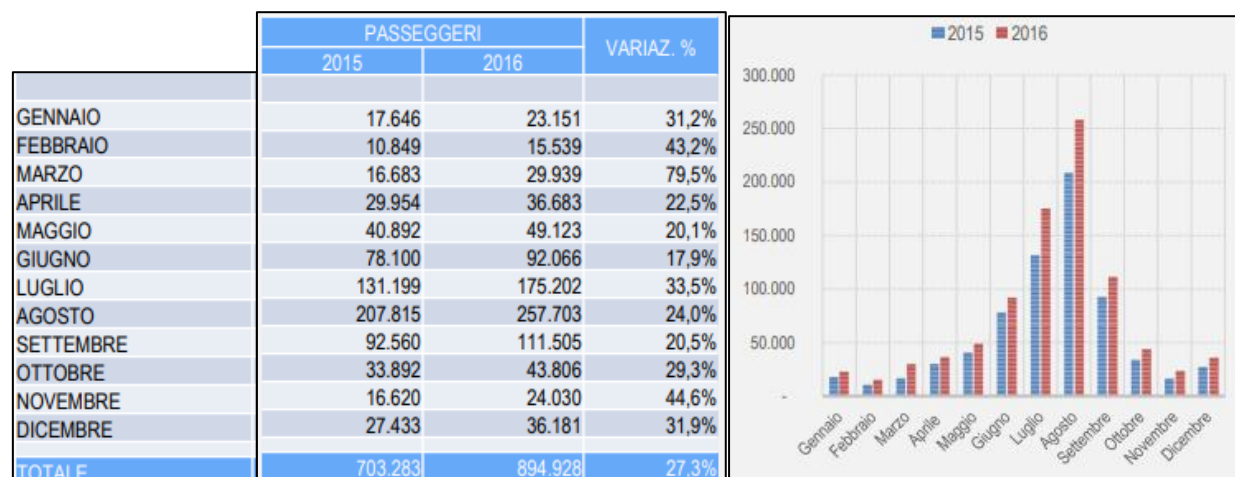 PASSEGGERI VARIAZ. %
2015 2016
GENNAIO 17.646 23.151 31,2%
FEBBRAIO 10.849 15.539 43,2%
MARZO 16.683 29.939 79,5%
APRILE 29.954 36.683 22,5%
MAGGIO 40.892 49.123 20,1%
GIUGNO 78.100 92.066 17,9%
LUGLIO 131.199 175.202 33,5%
AGOSTO 207.815 257.703 24,0%
SETTEMBRE 92.560 111.505 20,5%
OTTOBRE 33.892 43.806 29,3%
NOVEMBRE 16.620 24.030 44,6%
DICEMBRE 27.433 36.181 31,9%
TOTALE 703.283 894.928 27,3%
2015 2016
300.000
250.000
200.000
150.000
100.000
50.000
-
Gennaio Febbraio Marzo Aprile Maggio Giugno Luglio Agosto Settembre Ottobre Novembre Dicembre